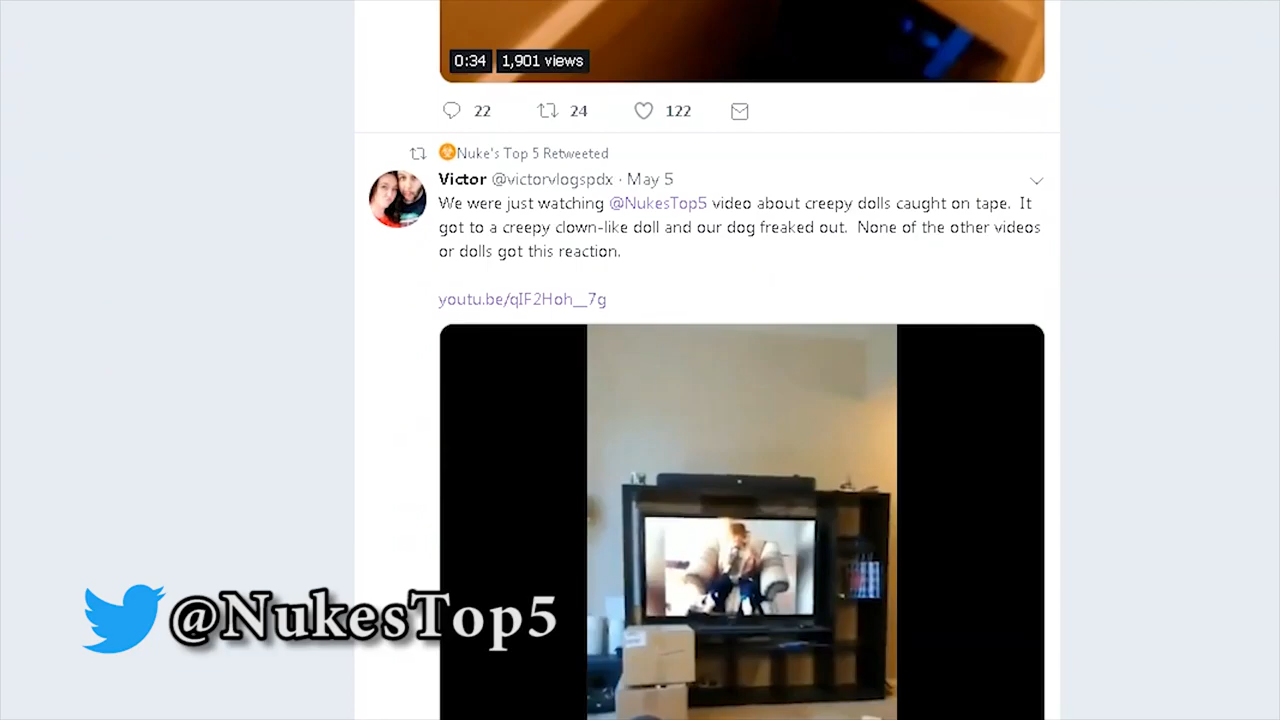 0:34 1,901 views
22 24 122
Nuke's Top 5 Retweeted
Victor @victorvlogspdx · May 5
We were just watching @NukesTop5 video about creepy dolls caught on tape. It
got to a creepy clown-like doll and our dog freaked out. None of the other videos
or dolls got this reaction.
youtu.be/qIF2Hoh__7g
@NukesTop5